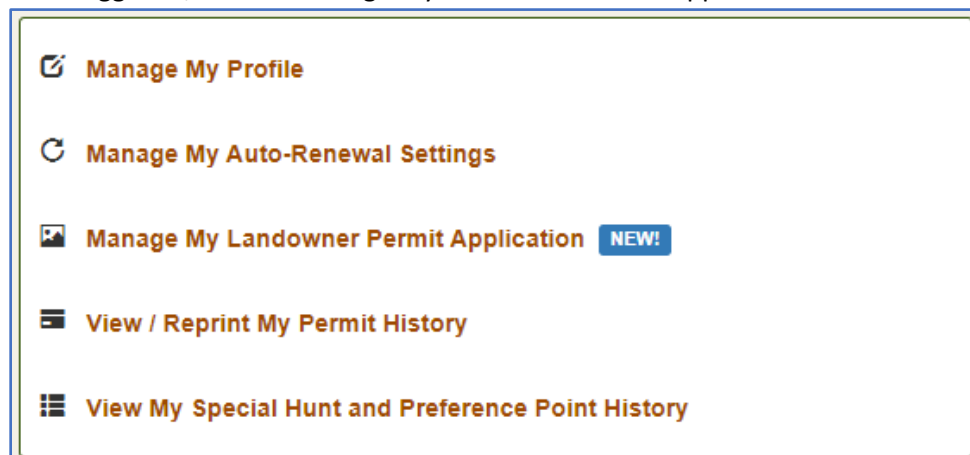 Manage My Profile
Manage My Auto-Renewal Settings
Manage My Landowner Permit Application NEW!
View / Reprint My Permit History
View My Special Hunt and Preference Point History